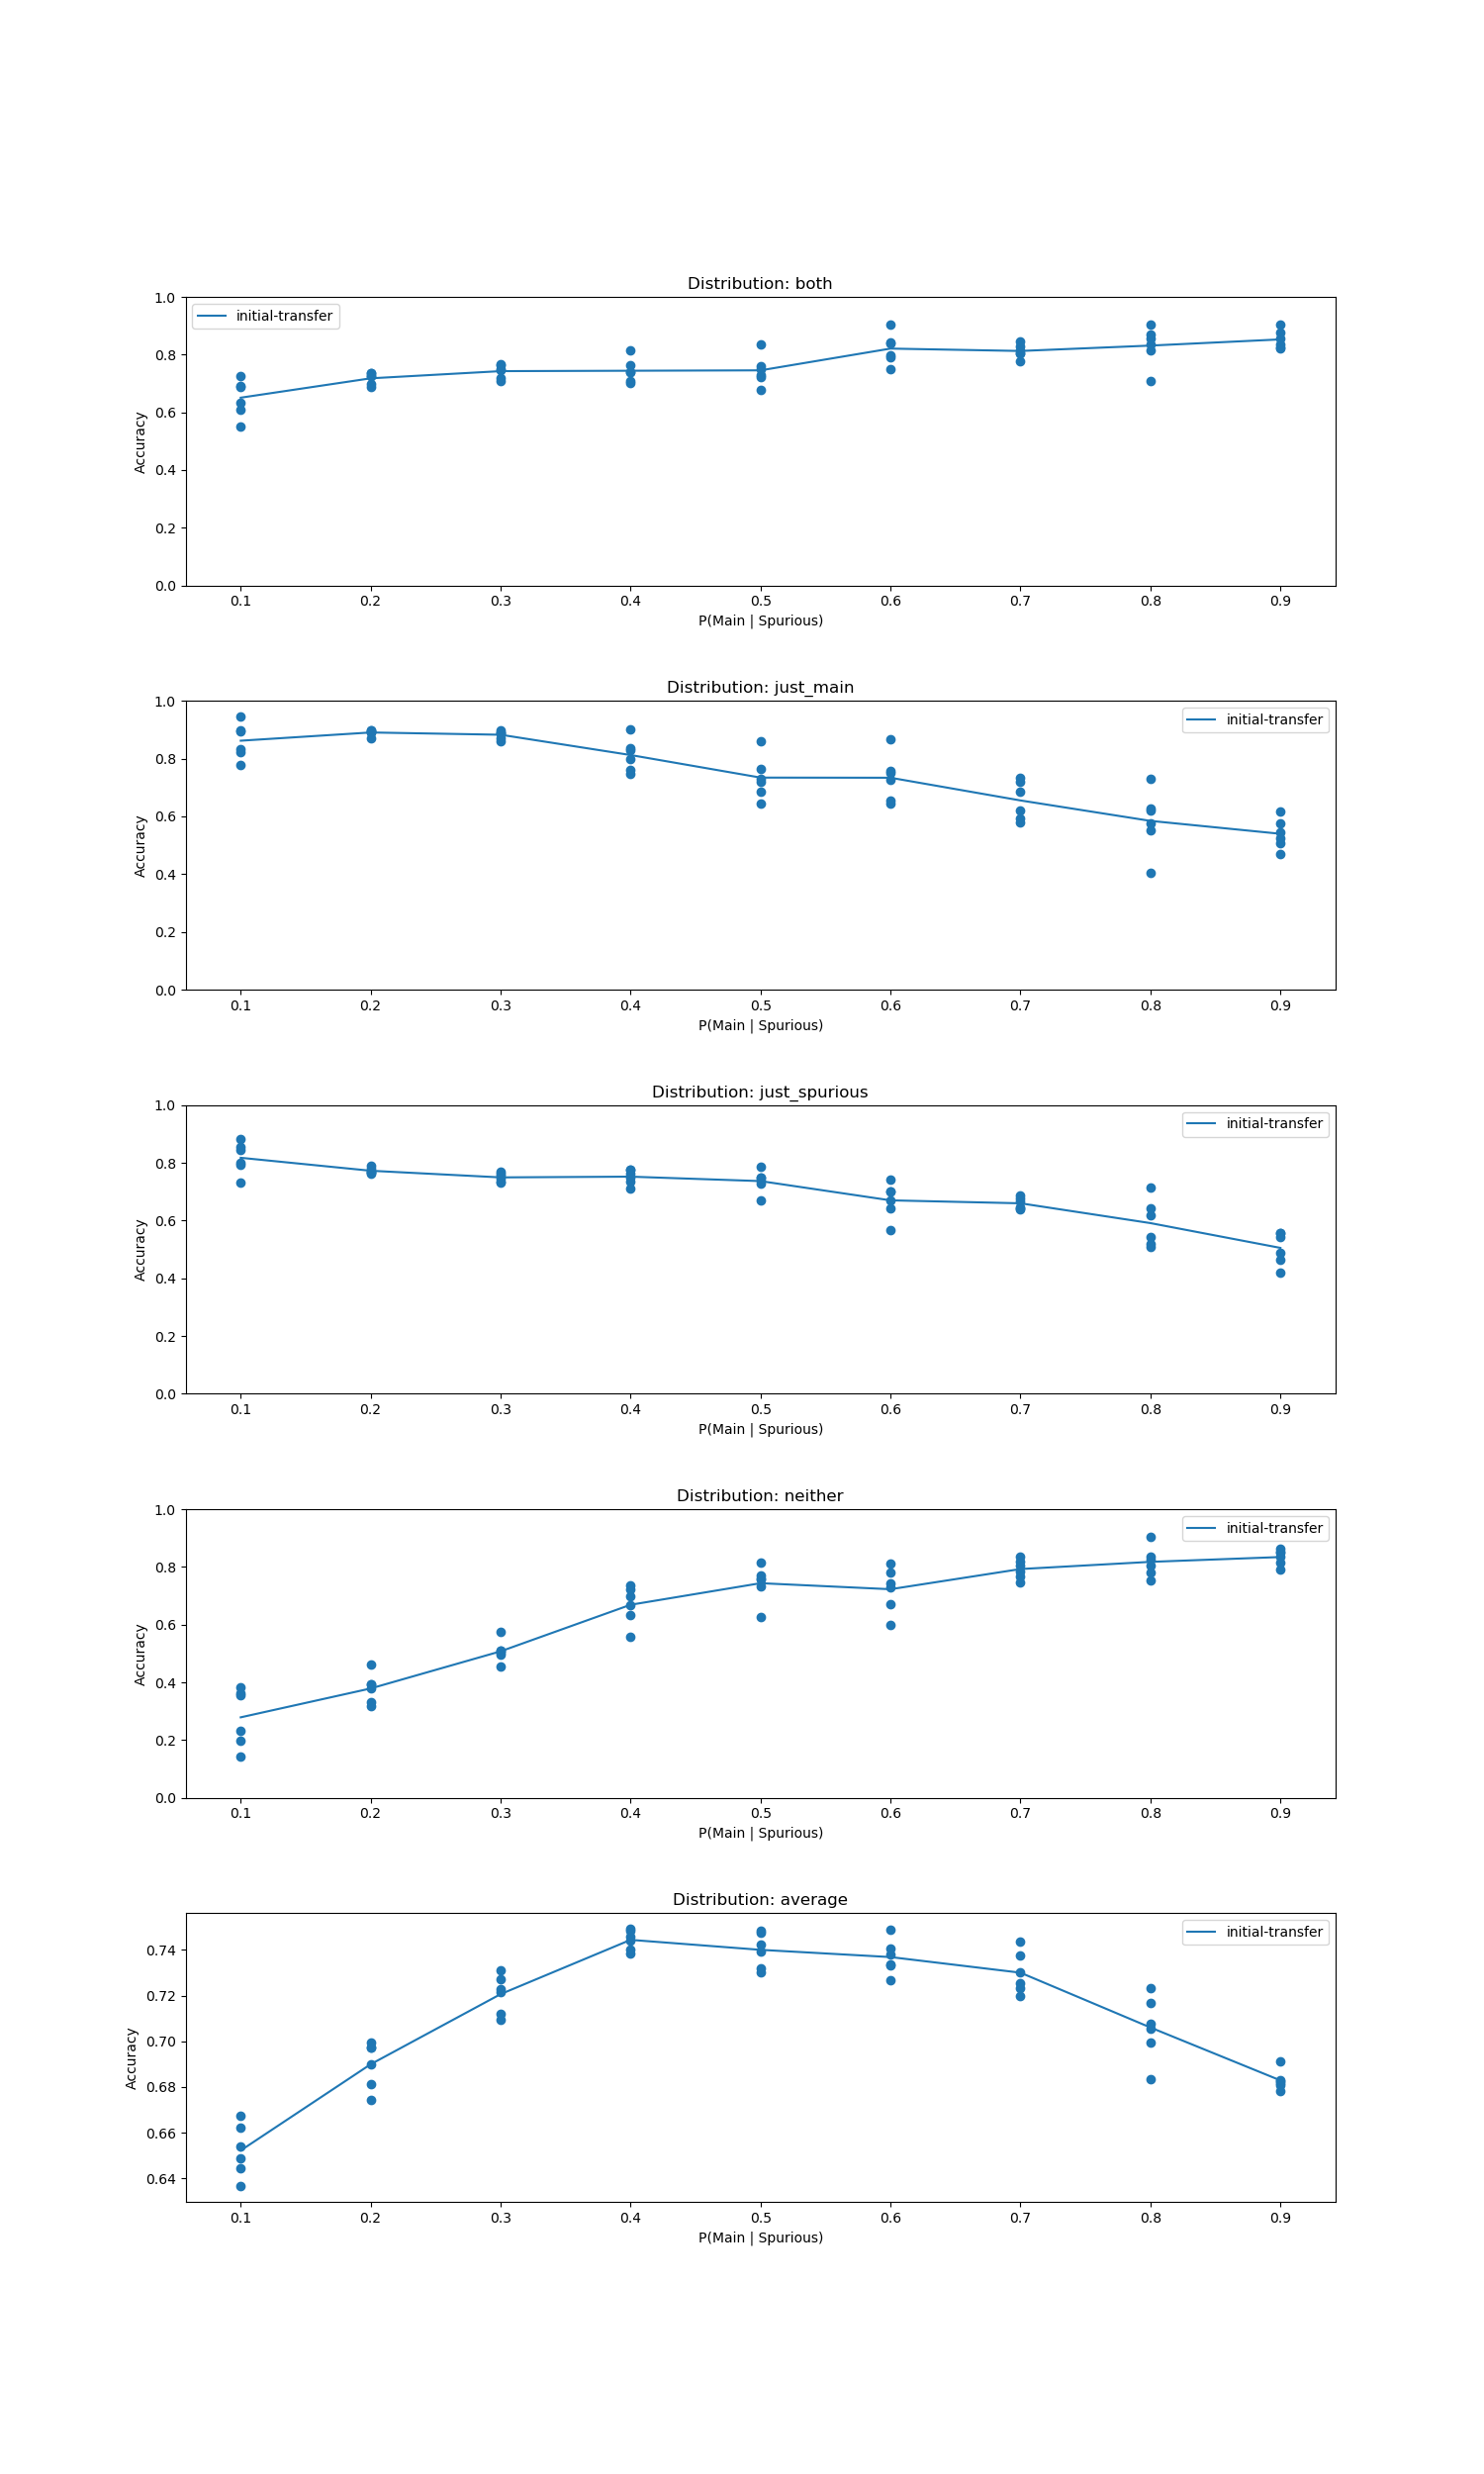 Distribution: both
1.0
initial-transfer
0.8
0.6
Accuracy
0.4
0.2
0.0
0.1 0.2 0.3 0.4 0.5 0.6 0.7 0.8 0.9
P(Main | Spurious)
Distribution: just_main
1.0
initial-transfer
0.8
0.6
Accuracy
0.4
0.2
0.0
0.1 0.2 0.3 0.4 0.5 0.6 0.7 0.8 0.9
P(Main | Spurious)
Distribution: just_spurious
1.0
initial-transfer
0.8
0.6
Accuracy
0.4
0.2
0.0
0.1 0.2 0.3 0.4 0.5 0.6 0.7 0.8 0.9
P(Main | Spurious)
Distribution: neither
1.0
initial-transfer
0.8
0.6
Accuracy
0.4
0.2
0.0
0.1 0.2 0.3 0.4 0.5 0.6 0.7 0.8 0.9
P(Main | Spurious)
Distribution: average
initial-transfer
0.74
0.72
0.70
Accuracy
0.68
0.66
0.64
0.1 0.2 0.3 0.4 0.5 0.6 0.7 0.8 0.9
P(Main | Spurious)